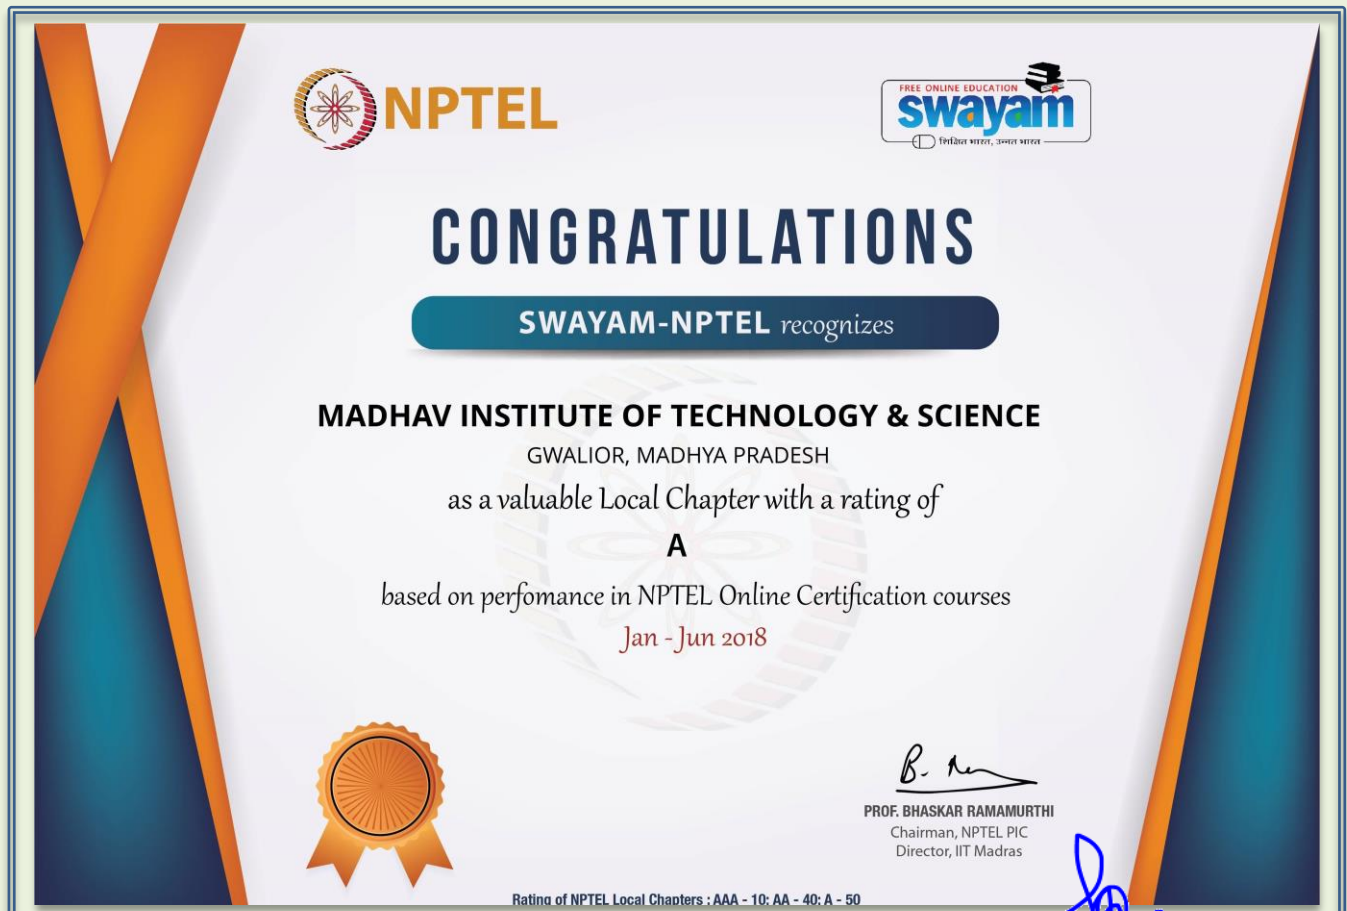 NPTEL
FREE ONLINE EDUCATION
swayam
शिक्षित भारत, उन्नत भारत
CONGRATULATIONS
SWAYAM-NPTEL recognizes
MADHAV INSTITUTE OF TECHNOLOGY & SCIENCE
GWALIOR, MADHYA PRADESH
as a valuable Local Chapter with a rating of
A
based on perfomance in NPTEL Online Certification courses
Jan - Jun 2018
PROF. BHASKAR RAMAMURTHI
Chairman, NPTEL PIC
Director, IIT Madras
Rating of NPTEL Local Chapters : AAA - 10; AA - 40; A - 50